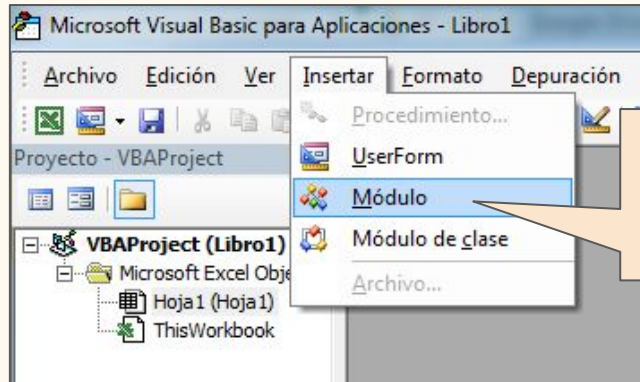 Microsoft Visual Basic para Aplicaciones - Libro1
Archivo Edición Ver Insertar Formato Depuración
Procedimiento...
Proyecto - VBAProject
UserForm
Módulo
VBAProject (Libro1)
Módulo de clase
Microsoft Excel Obje
Archivo...
Hoja1 (Hoja1)
ThisWorkbook